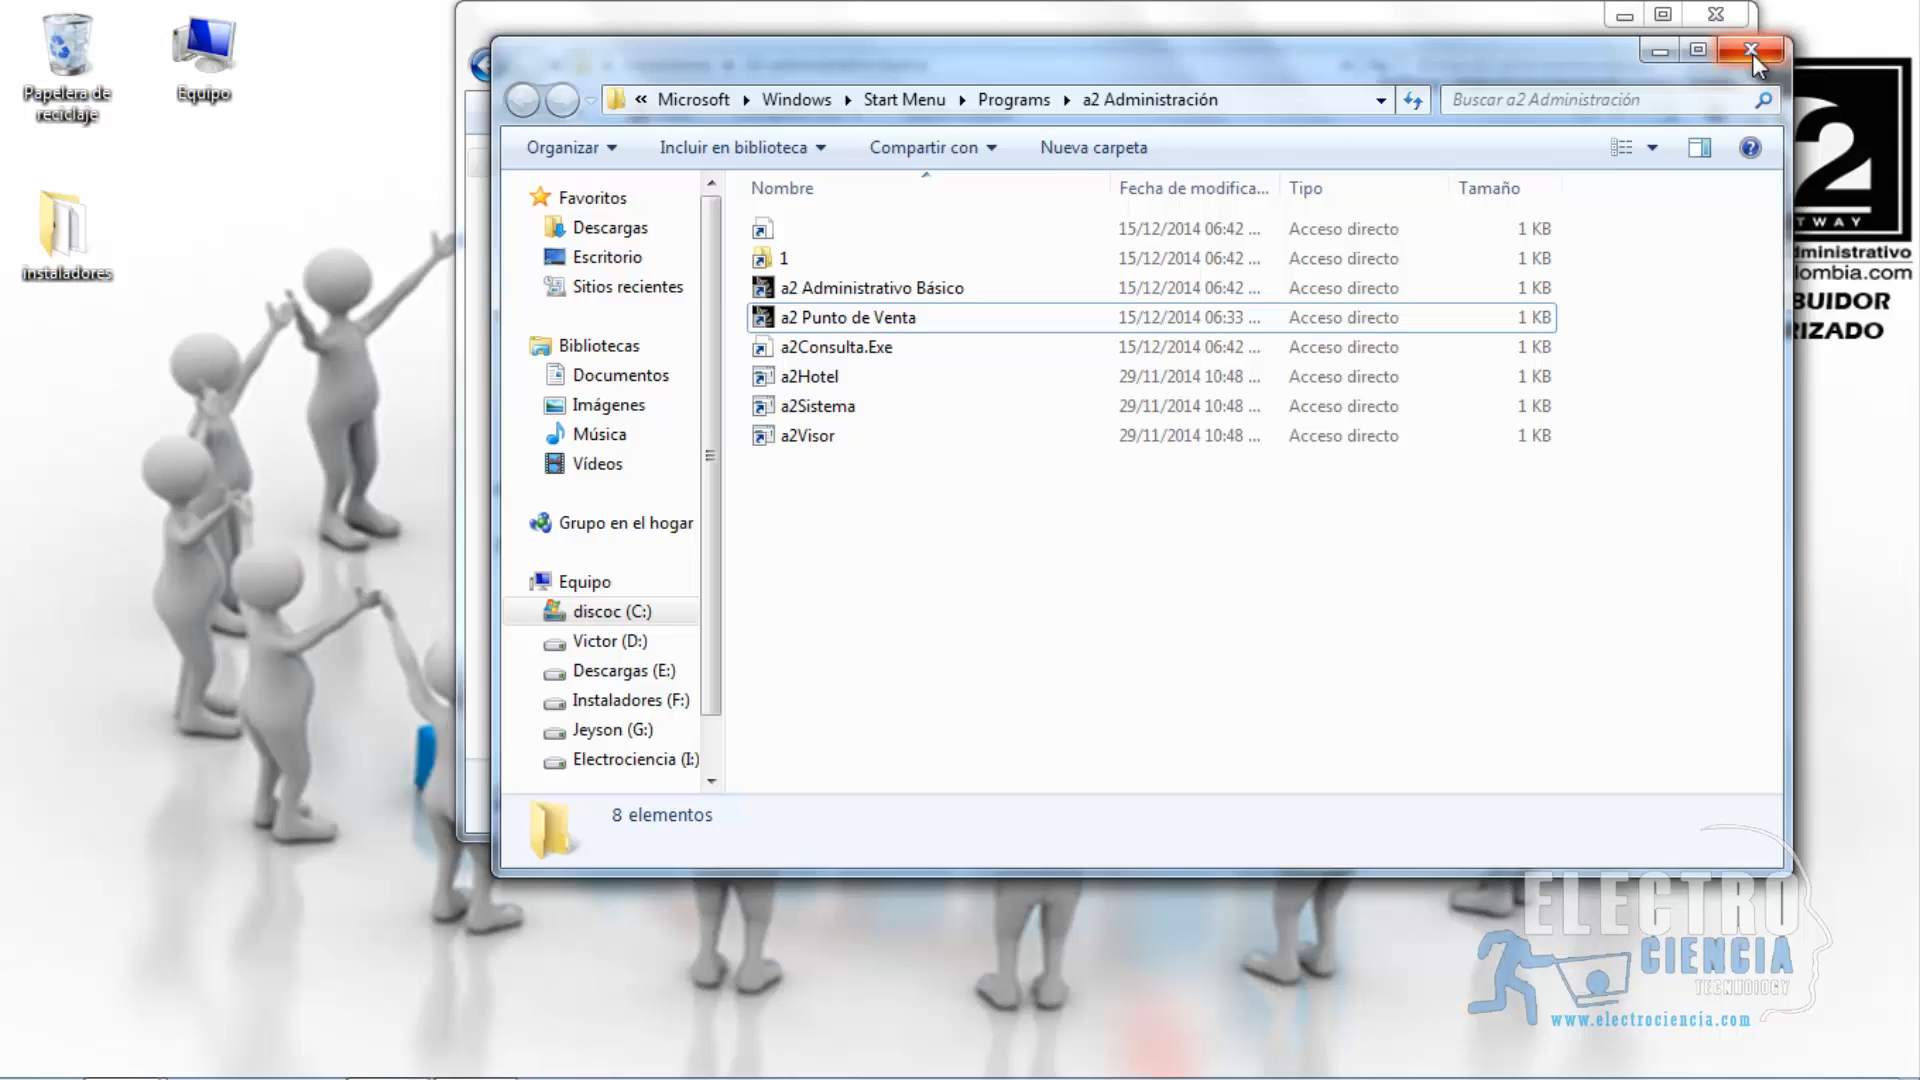 Papelera de
reciclaje
Equipo
instaladores
« Microsoft ▸ Windows ▸ Start Menu ▸ Programs ▸ a2 Administración
Buscar a2 Administración
Organizar
Incluir en biblioteca
Compartir con
Nueva carpeta
Favoritos
Descargas
Escritorio
Sitios recientes
Bibliotecas
Documentos
Imágenes
Música
Vídeos
Grupo en el hogar
Equipo
discoc (C:)
Victor (D:)
Descargas (E:)
Instaladores (F:)
Jeyson (G:)
Electrociencia (I:)
Nombre Fecha de modifica... Tipo Tamaño
15/12/2014 06:42 ... Acceso directo 1 KB
1 15/12/2014 06:42 ... Acceso directo 1 KB
a2 Administrativo Básico 15/12/2014 06:42 ... Acceso directo 1 KB
a2 Punto de Venta 15/12/2014 06:33 ... Acceso directo 1 KB
a2Consulta.Exe 15/12/2014 06:42 ... Acceso directo 1 KB
a2Hotel 29/11/2014 10:48 ... Acceso directo 1 KB
a2Sistema 29/11/2014 10:48 ... Acceso directo 1 KB
a2Visor 29/11/2014 10:48 ... Acceso directo 1 KB
8 elementos
2
TWAY
dministrativo
lombia.com
BUIDOR
RIZADO
ELECTRO
CIENCIA
TECNOLOGY
www.electrociencia.com